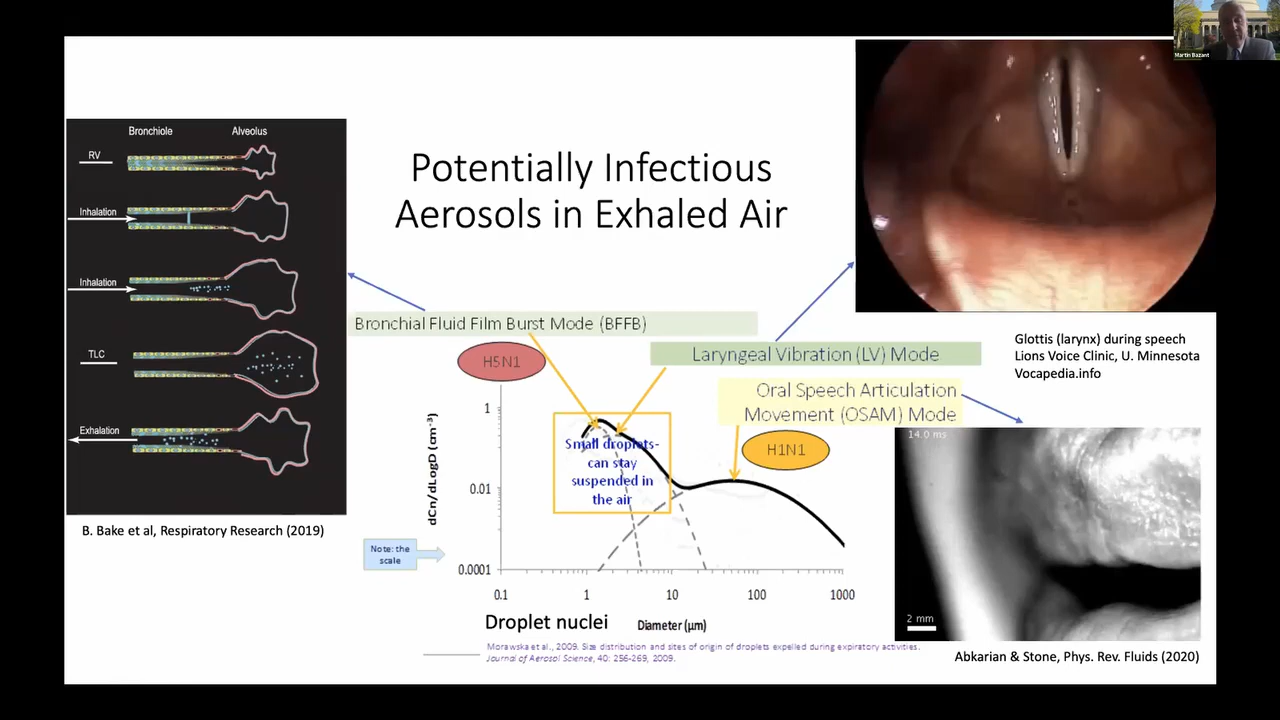 Martin Bazant
Bronchiole
Alveolus
RV
Inhalation
Inhalation
TLC
Exhalation
B. Bake et al, Respiratory Research (2019)
Potentially Infectious
Aerosols in Exhaled Air
Bronchial Fluid Film Burst Mode (BFFB)
H5N1
Laryngeal Vibration (LV) Mode
Oral Speech Articulation
Movement (OSAM) Mode
H1N1
Small droplets-
can stay
suspended in
the air
dCn/dLogD (cm⁻³)
1
0.01
0.0001
0.1
1
10
100
1000
Note: the
scale
Droplet nuclei
Diameter (µm)
Morawska et al., 2009. Size distribution and sites of origin of droplets expelled during expiratory activities.
Journal of Aerosol Science, 40: 256-269, 2009.
Glottis (larynx) during speech
Lions Voice Clinic, U. Minnesota
Vocapedia.info
14.0 ms
2 mm
Abkarian & Stone, Phys. Rev. Fluids (2020)